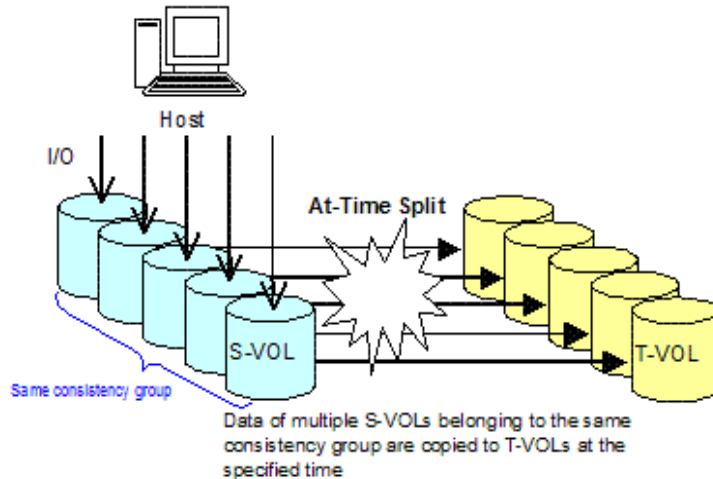 Host
I/O
At-Time Split
S-VOL
T-VOL
Same consistency group
Data of multiple S-VOLs belonging to the same
consistency group are copied to T-VOLs at the
specified time